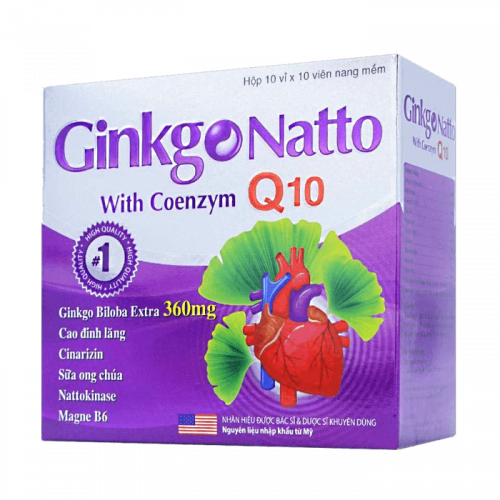 Hộp 10 vỉ x 10 viên nang mềm
Ginkgo Natto
With Coenzym Q10
HIGH QUALITY
#1
HIGH QUALITY
Ginkgo Biloba Extra 360mg
Cao đinh lăng
Cinarizin
Sữa ong chúa
Nattokinase
Magne B6
NHÃN HIỆU ĐƯỢC BÁC SĨ & DƯỢC SĨ KHUYÊN DÙNG
Nguyên liệu nhập khẩu từ Mỹ
Ginkgo Natto
With Coenzym Q10